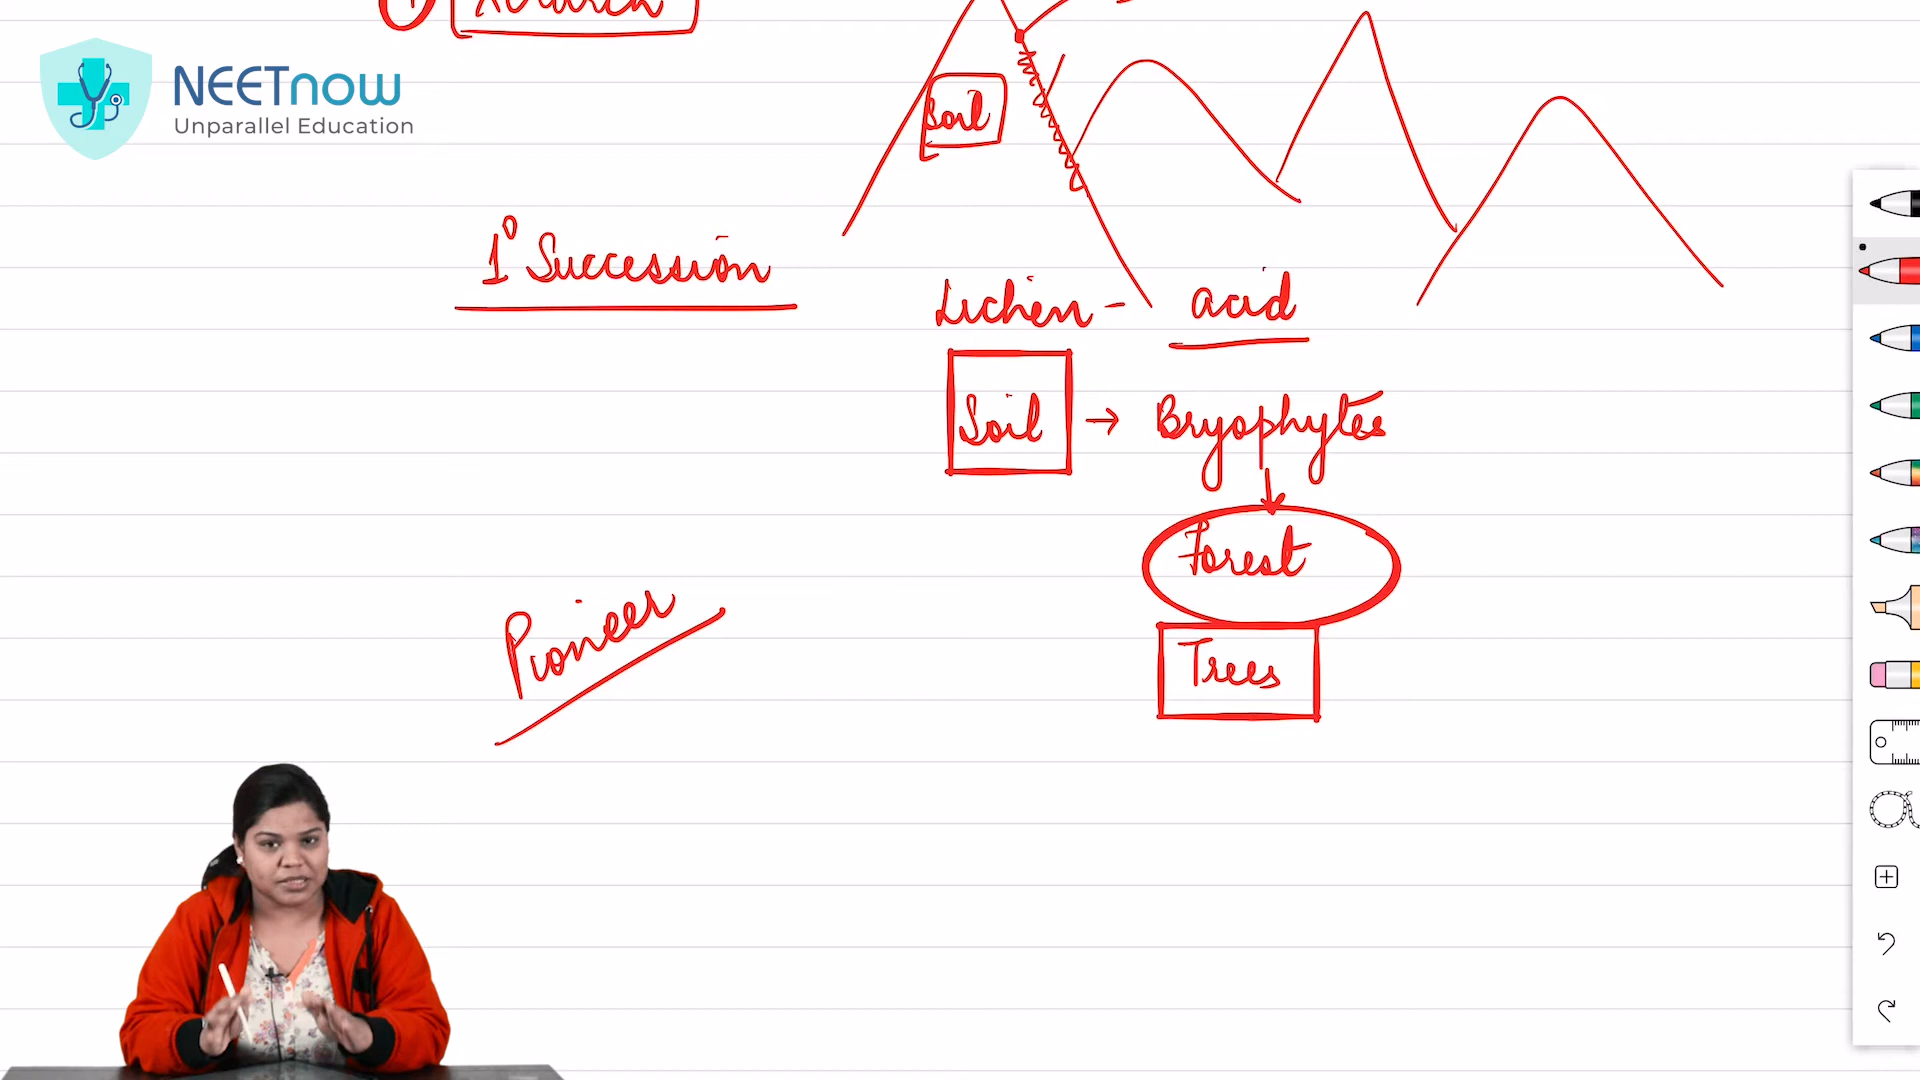 NEETnow
Unparallel Education
Soil
1° Succession
Lichen - acid
Soil → Bryophytes
Forest
Trees
Pioneer